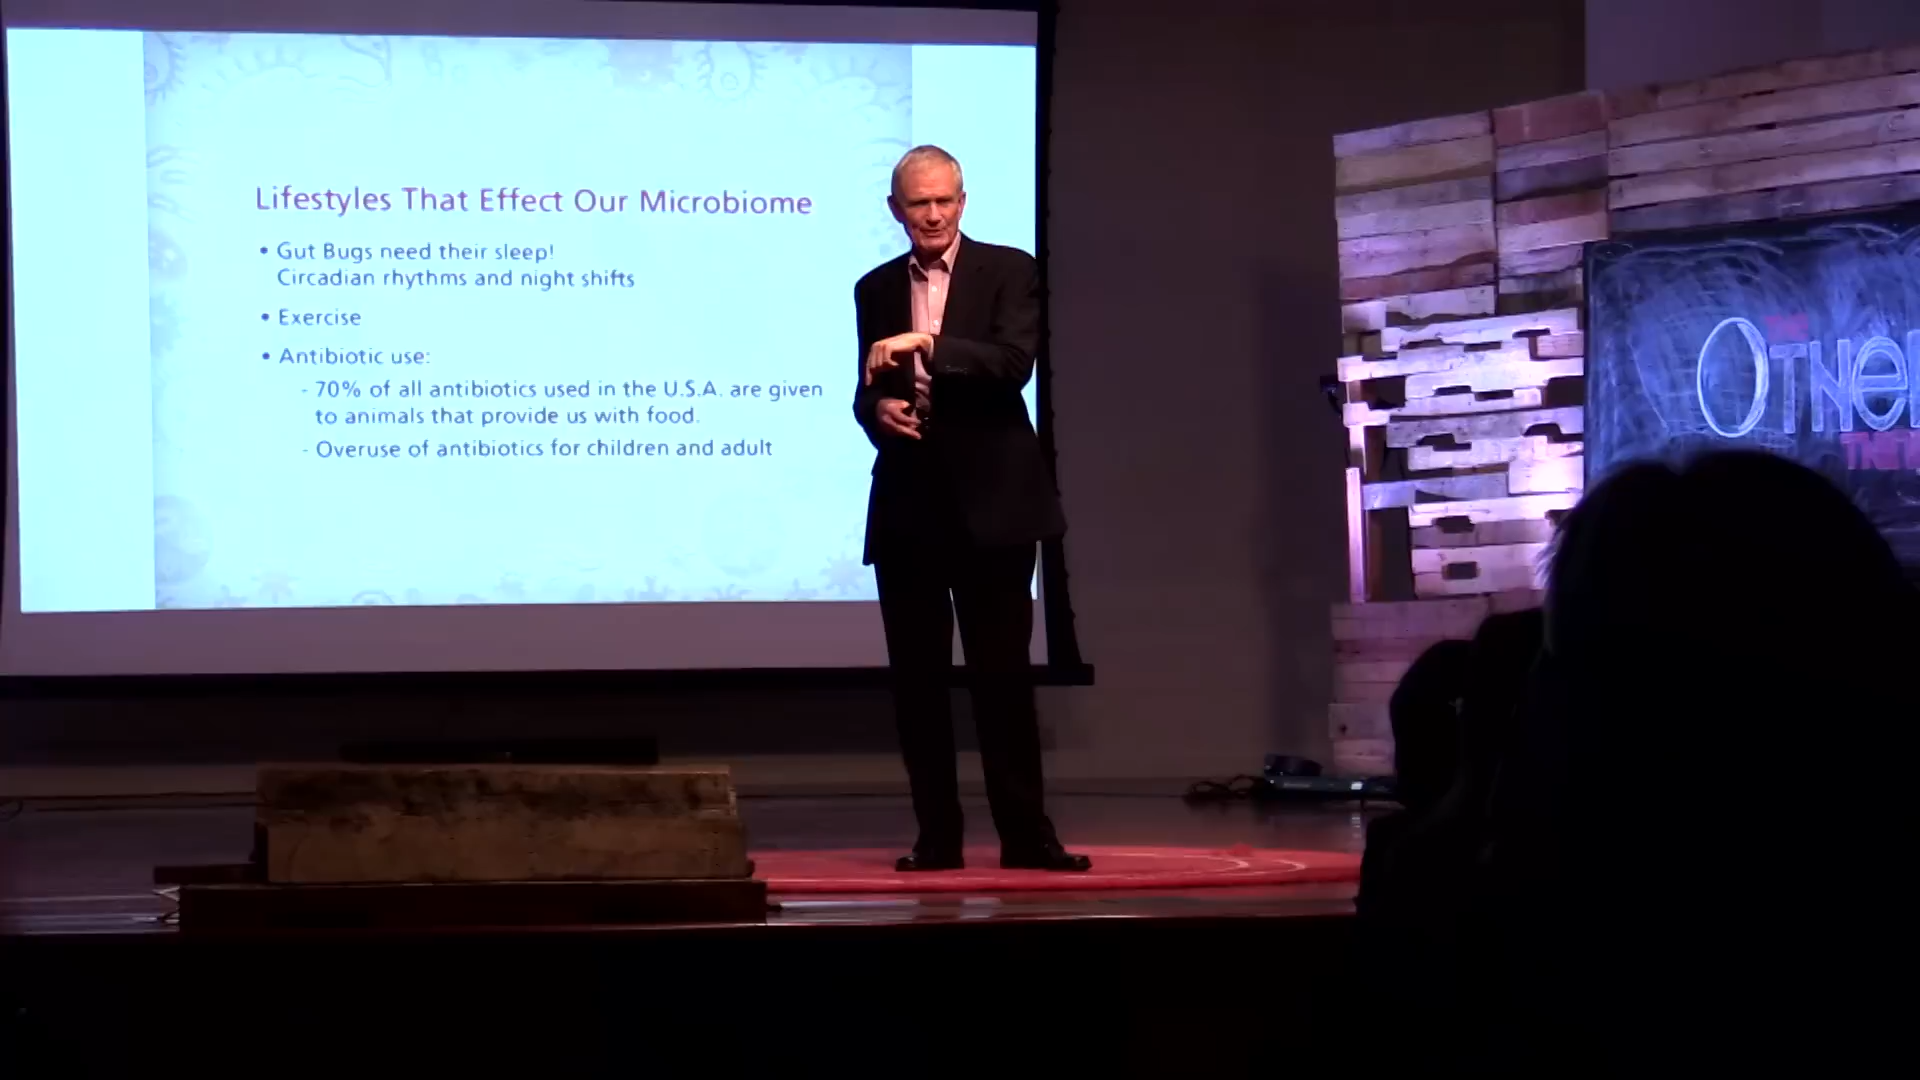 Lifestyles That Effect Our Microbiome
• Gut Bugs need their sleep!
Circadian rhythms and night shifts
• Exercise
• Antibiotic use:
- 70% of all antibiotics used in the U.S.A. are given
to animals that provide us with food.
- Overuse of antibiotics for children and adult
THE
OTHER